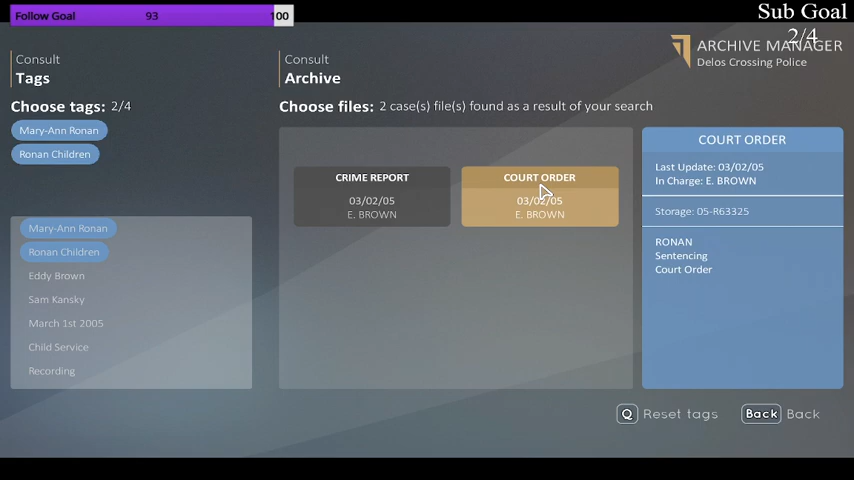 Follow Goal 93 100
Sub Goal
2/4
ARCHIVE MANAGER
Delos Crossing Police
Consult
Tags
Choose tags: 2/4
Mary-Ann Ronan
Ronan Children
Mary-Ann Ronan
Ronan Children
Eddy Brown
Sam Kansky
March 1st 2005
Child Service
Recording
Consult
Archive
Choose files: 2 case(s) file(s) found as a result of your search
CRIME REPORT
03/02/05
E. BROWN
COURT ORDER
03/02/05
E. BROWN
COURT ORDER
Last Update: 03/02/05
In Charge: E. BROWN
Storage: 05-R63325
RONAN
Sentencing
Court Order
Q Reset tags
Back Back